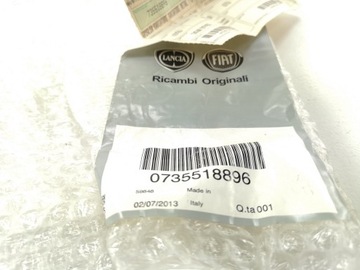 LANCIA
FIAT
Ricambi Originali
0735518896
Made in
02/07/2013 Italy Q.ta 001